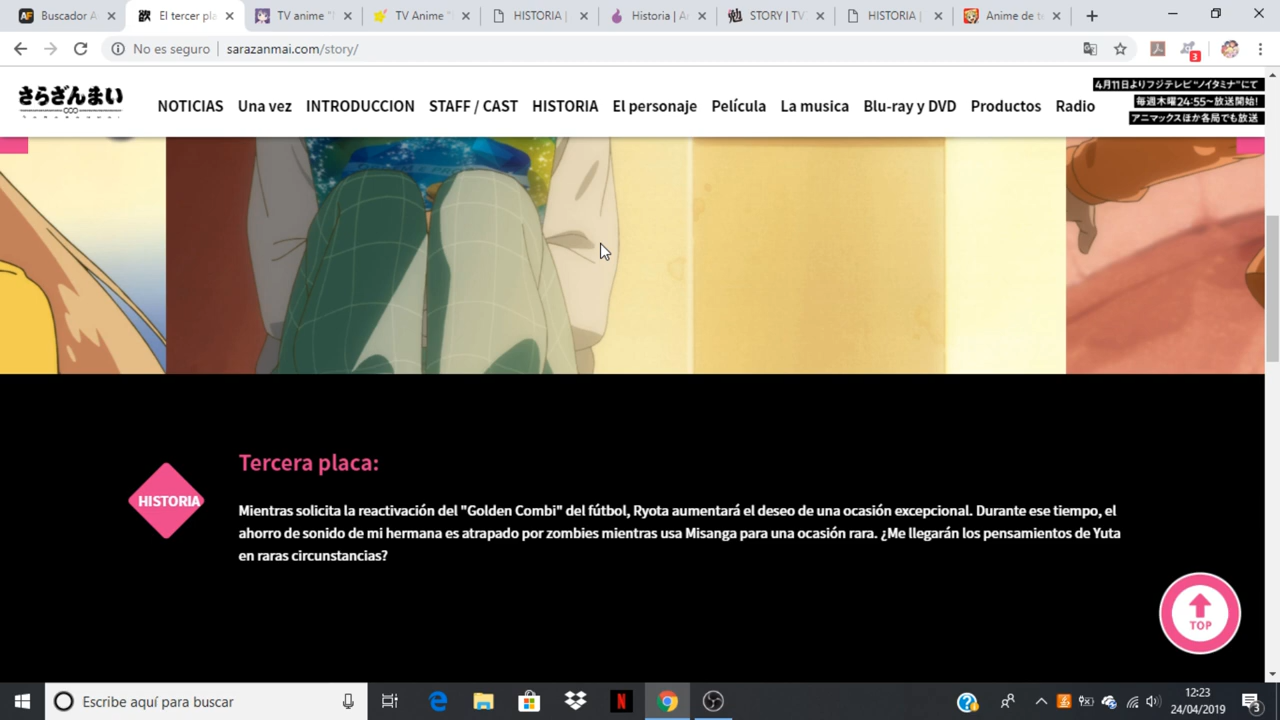 Buscador A
El tercer pla
TV anime "
TV Anime "
HISTORIA |
Historia | Ar
STORY | TV
HISTORIA |
Anime de t
No es seguro
sarazanmai.com/story/
3
さらざんまい
NOTICIAS
Una vez
INTRODUCCION
STAFF / CAST
HISTORIA
El personaje
Película
La musica
Blu-ray y DVD
Productos
Radio
4月11日よりフジテレビ"ノイタミナ"にて
毎週木曜24:55~放送開始!
アニマックスほか各局でも放送
HISTORIA
Tercera placa:
Mientras solicita la reactivación del "Golden Combi" del fútbol, Ryota aumentará el deseo de una ocasión excepcional. Durante ese tiempo, el
ahorro de sonido de mi hermana es atrapado por zombies mientras usa Misanga para una ocasión rara. ¿Me llegarán los pensamientos de Yuta
en raras circunstancias?
TOP
Escribe aquí para buscar
12:23
24/04/2019
3